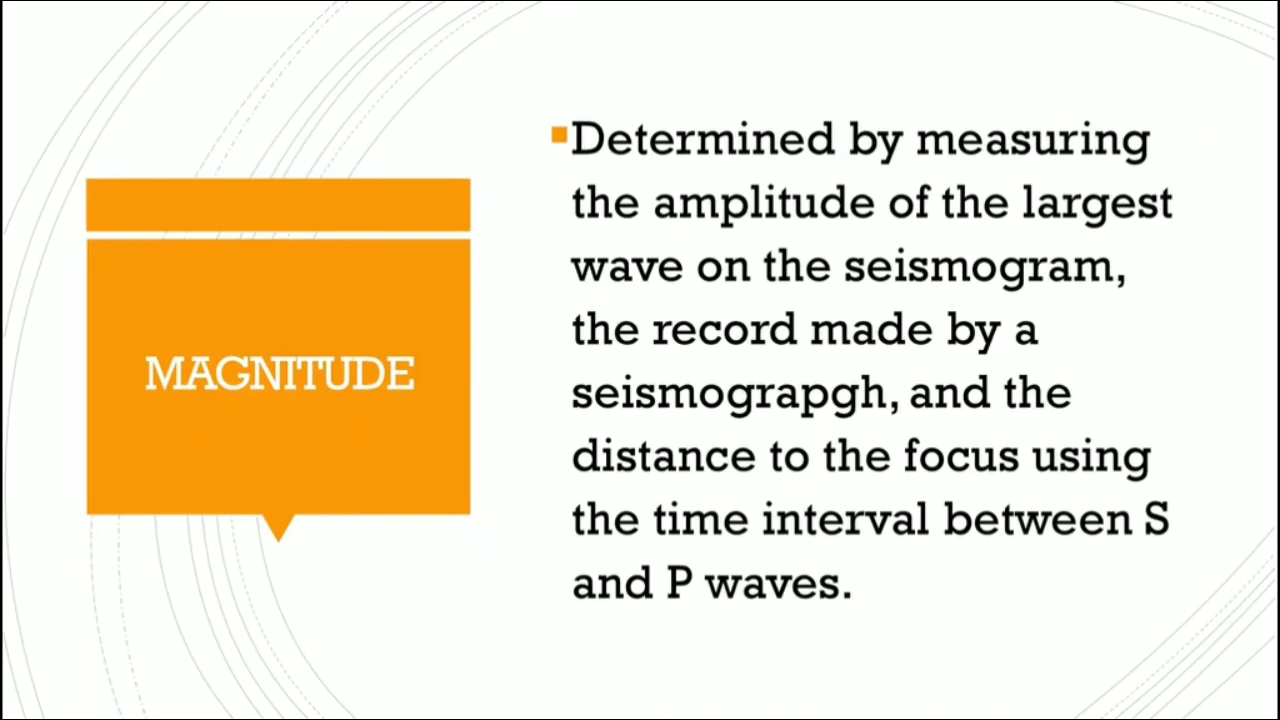 MAGNITUDE
Determined by measuring
the amplitude of the largest
wave on the seismogram,
the record made by a
seismograpgh, and the
distance to the focus using
the time interval between S
and P waves.